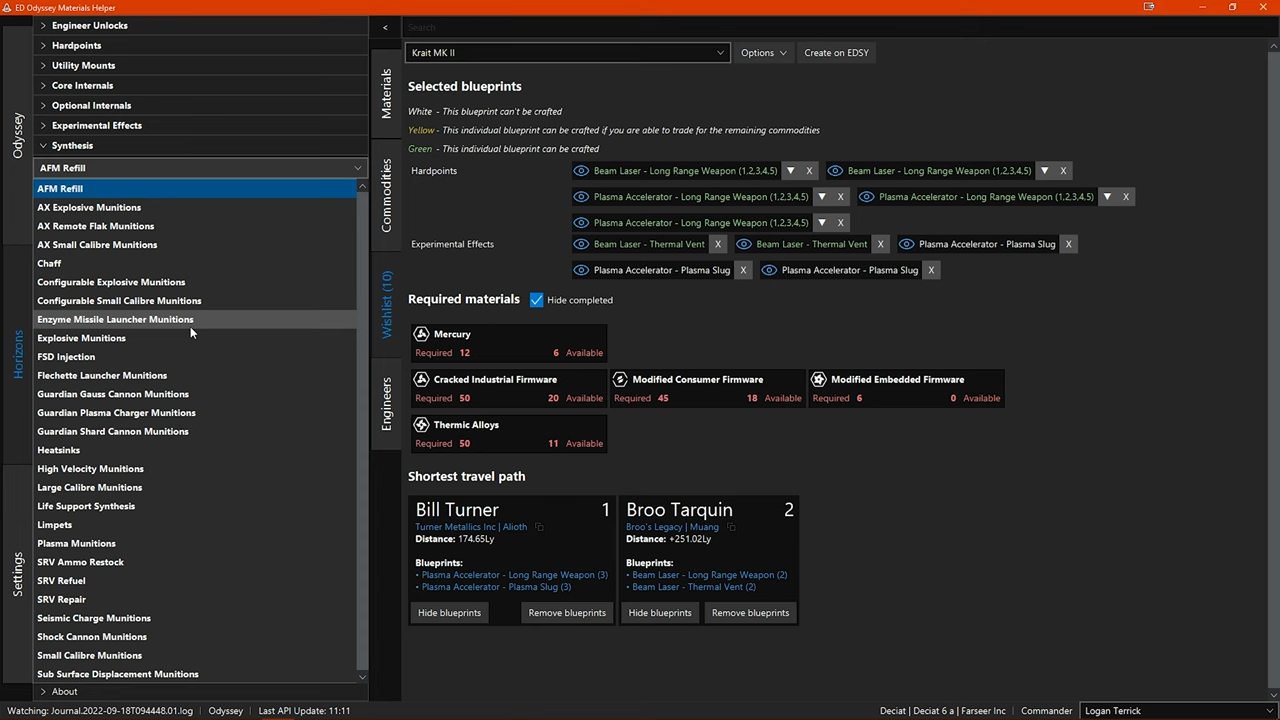 ED Odyssey Materials Helper
Odyssey
Horizons
Settings
Engineer Unlocks
Hardpoints
Utility Mounts
Core Internals
Optional Internals
Experimental Effects
Synthesis
AFM Refill
AFM Refill
AX Explosive Munitions
AX Remote Flak Munitions
AX Small Calibre Munitions
Chaff
Configurable Explosive Munitions
Configurable Small Calibre Munitions
Enzyme Missile Launcher Munitions
Explosive Munitions
FSD Injection
Flechette Launcher Munitions
Guardian Gauss Cannon Munitions
Guardian Plasma Charger Munitions
Guardian Shard Cannon Munitions
Heatsinks
High Velocity Munitions
Large Calibre Munitions
Life Support Synthesis
Limpets
Plasma Munitions
SRV Ammo Restock
SRV Refuel
SRV Repair
Seismic Charge Munitions
Shock Cannon Munitions
Small Calibre Munitions
Sub Surface Displacement Munitions
About
<
Materials
Commodities
Wishlist (10)
Engineers
Search
Krait MK II Options Create on EDSY
Selected blueprints
White - This blueprint can't be crafted
Yellow - This individual blueprint can be crafted if you are able to trade for the remaining commodities
Green - This individual blueprint can be crafted
Hardpoints Beam Laser - Long Range Weapon (1,2,3,4,5) ▼ X Beam Laser - Long Range Weapon (1,2,3,4,5) ▼ X
Plasma Accelerator - Long Range Weapon (1,2,3,4,5) ▼ X Plasma Accelerator - Long Range Weapon (1,2,3,4,5) ▼ X
Plasma Accelerator - Long Range Weapon (1,2,3,4,5) ▼ X
Experimental Effects Beam Laser - Thermal Vent X Beam Laser - Thermal Vent X Plasma Accelerator - Plasma Slug X
Plasma Accelerator - Plasma Slug X Plasma Accelerator - Plasma Slug X
Required materials Hide completed
Mercury
Required 12 6 Available
Cracked Industrial Firmware Modified Consumer Firmware Modified Embedded Firmware
Required 50 20 Available Required 45 18 Available Required 6 0 Available
Thermic Alloys
Required 50 11 Available
Shortest travel path
Bill Turner 1
Turner Metallics Inc | Alioth
Distance: 174.65Ly
Blueprints:
• Plasma Accelerator - Long Range Weapon (3)
• Plasma Accelerator - Plasma Slug (3)
Hide blueprints Remove blueprints
Broo Tarquin 2
Broo's Legacy | Muang
Distance: +251.02Ly
Blueprints:
• Beam Laser - Long Range Weapon (2)
• Beam Laser - Thermal Vent (2)
Hide blueprints Remove blueprints
Watching: Journal.2022-09-18T094448.01.log Odyssey Last API Update: 11:11 Deciat | Deciat 6 a | Farseer Inc Commander Logan Terrick